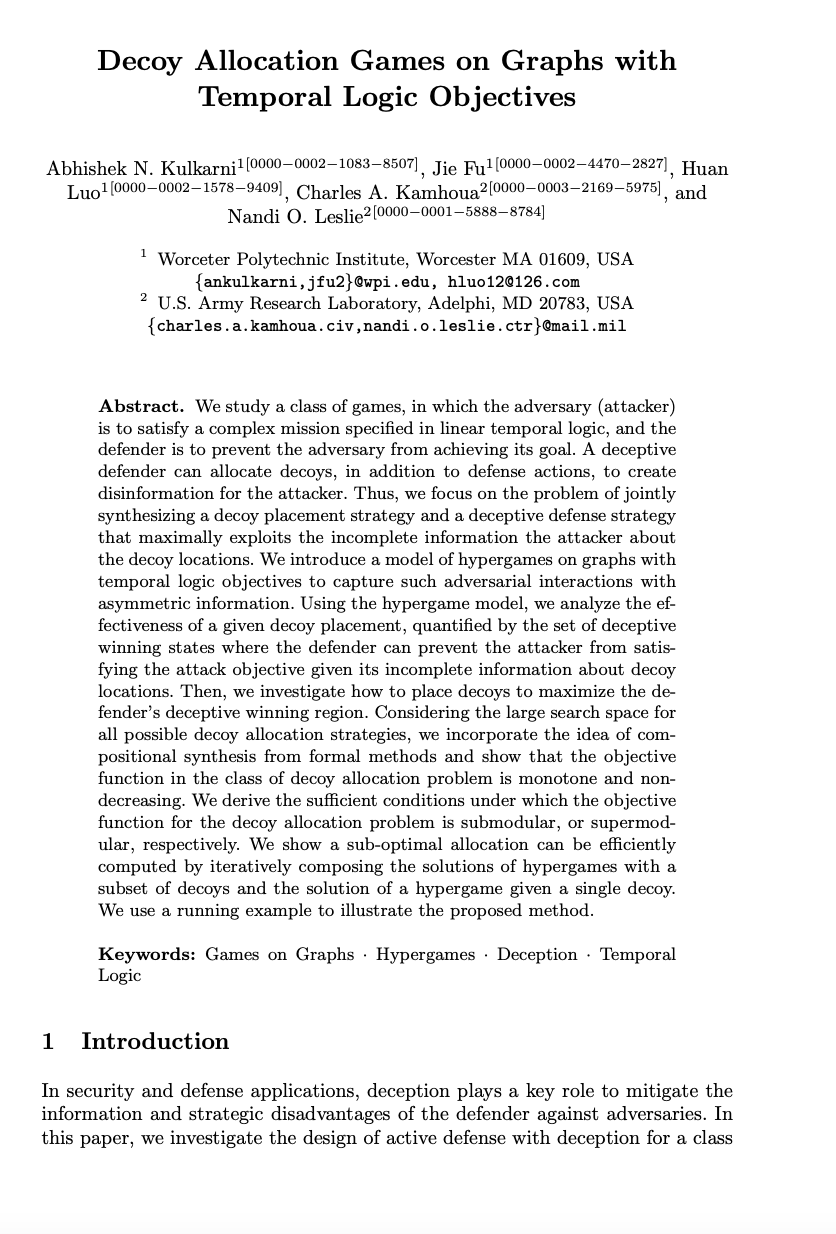 Decoy Allocation Games on Graphs with
Temporal Logic Objectives
Abhishek N. Kulkarni1[0000−0002−1083−8507], Jie Fu1[0000−0002−4470−2827], Huan
Luo1[0000−0002−1578−9409], Charles A. Kamhoua2[0000−0003−2169−5975], and
Nandi O. Leslie2[0000−0001−5888−8784]
1 Worceter Polytechnic Institute, Worcester MA 01609, USA
{ankulkarni,jfu2}@wpi.edu, hluo12@126.com
2 U.S. Army Research Laboratory, Adelphi, MD 20783, USA
{charles.a.kamhoua.civ,nandi.o.leslie.ctr}@mail.mil
Abstract. We study a class of games, in which the adversary (attacker)
is to satisfy a complex mission specified in linear temporal logic, and the
defender is to prevent the adversary from achieving its goal. A deceptive
defender can allocate decoys, in addition to defense actions, to create
disinformation for the attacker. Thus, we focus on the problem of jointly
synthesizing a decoy placement strategy and a deceptive defense strategy
that maximally exploits the incomplete information the attacker about
the decoy locations. We introduce a model of hypergames on graphs with
temporal logic objectives to capture such adversarial interactions with
asymmetric information. Using the hypergame model, we analyze the ef-
fectiveness of a given decoy placement, quantified by the set of deceptive
winning states where the defender can prevent the attacker from satis-
fying the attack objective given its incomplete information about decoy
locations. Then, we investigate how to place decoys to maximize the de-
fender's deceptive winning region. Considering the large search space for
all possible decoy allocation strategies, we incorporate the idea of com-
positional synthesis from formal methods and show that the objective
function in the class of decoy allocation problem is monotone and non-
decreasing. We derive the sufficient conditions under which the objective
function for the decoy allocation problem is submodular, or supermod-
ular, respectively. We show a sub-optimal allocation can be efficiently
computed by iteratively composing the solutions of hypergames with a
subset of decoys and the solution of a hypergame given a single decoy.
We use a running example to illustrate the proposed method.
Keywords: Games on Graphs · Hypergames · Deception · Temporal
Logic
1 Introduction
In security and defense applications, deception plays a key role to mitigate the
information and strategic disadvantages of the defender against adversaries. In
this paper, we investigate the design of active defense with deception for a class